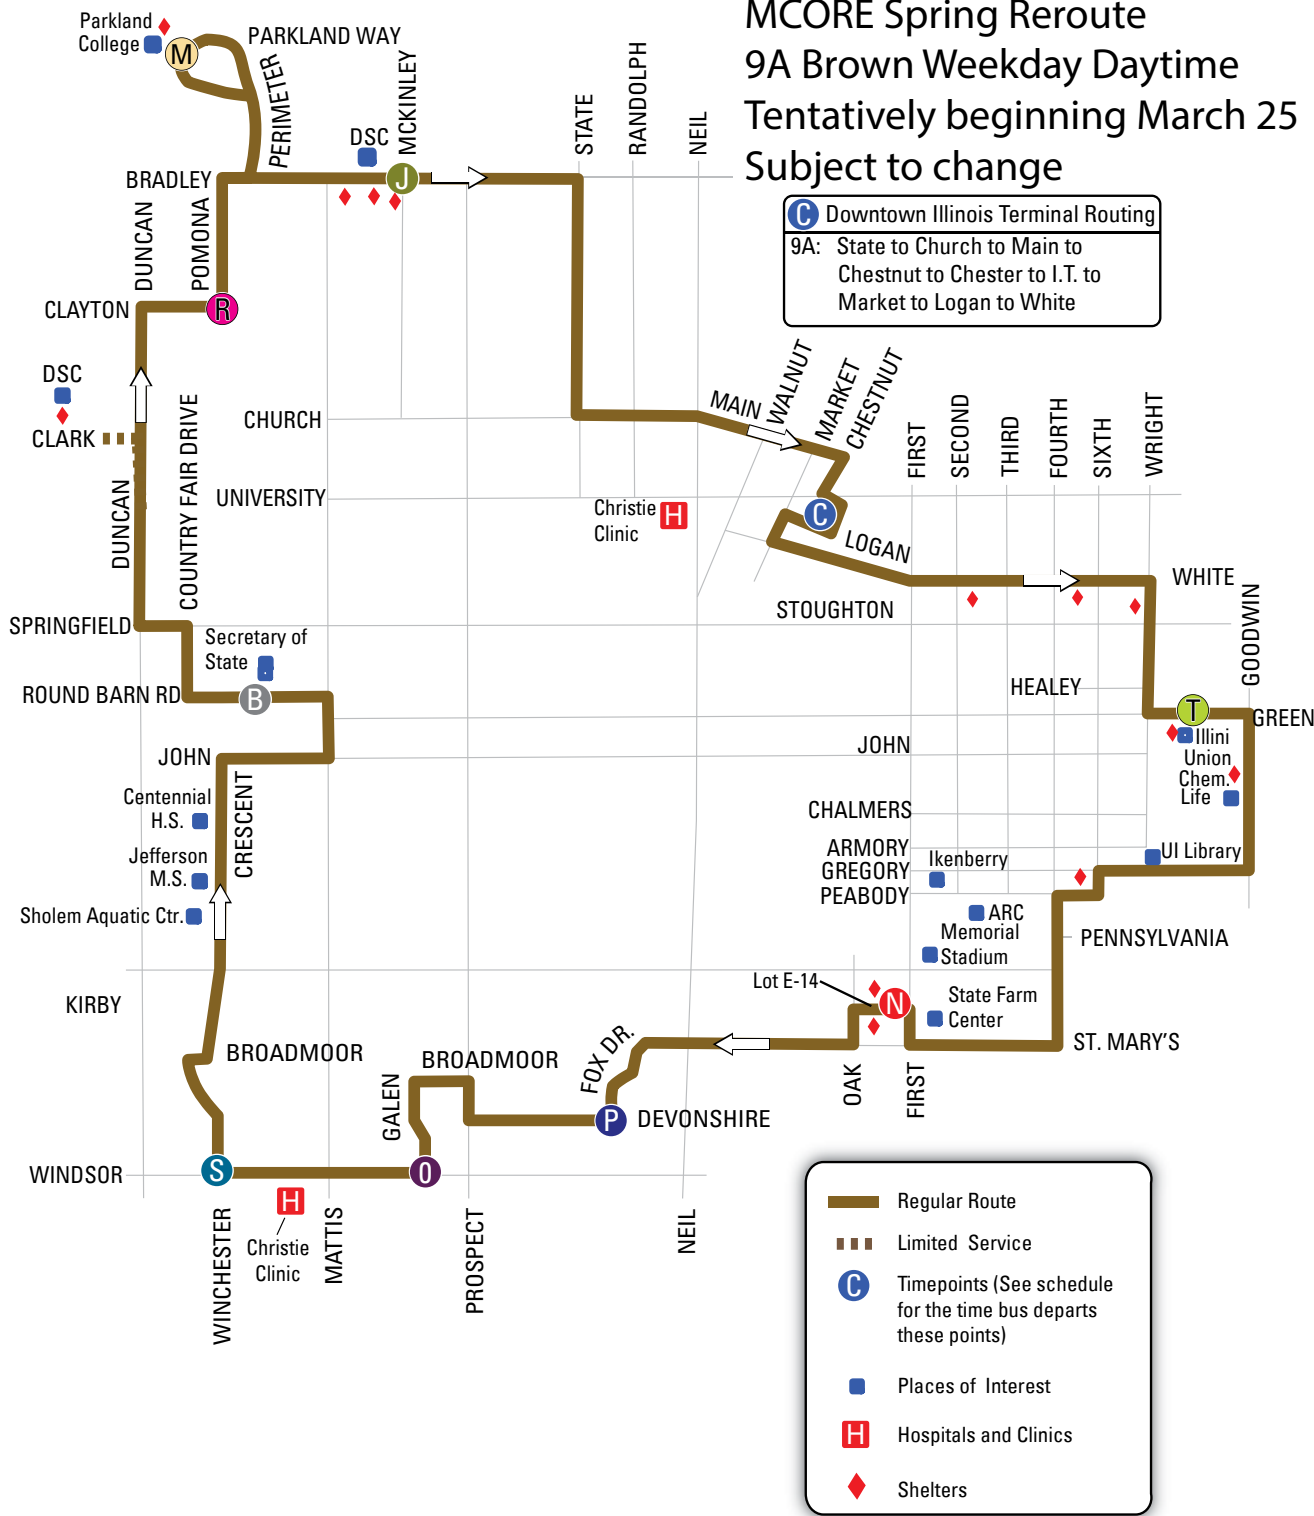 MCORE Spring Reroute
9A Brown Weekday Daytime
Tentatively beginning March 25
Subject to change
C Downtown Illinois Terminal Routing
9A: State to Church to Main to
Chestnut to Chester to I.T. to
Market to Logan to White
Parkland
College
M
PARKLAND WAY
PERIMETER
MCKINLEY
DSC
STATE
RANDOLPH
NEIL
BRADLEY
J
DUNCAN
POMONA
CLAYTON
R
DSC
CLARK
COUNTRY FAIR DRIVE
CHURCH
MAIN
WALNUT
MARKET
CHESTNUT
FIRST
SECOND
THIRD
FOURTH
SIXTH
WRIGHT
DUNCAN
UNIVERSITY
Christie
Clinic
H
C
LOGAN
WHITE
STOUGHTON
GOODWIN
SPRINGFIELD
Secretary of
State
ROUND BARN RD
B
HEALEY
T
GREEN
JOHN
JOHN
Illini
Union
Chem.
Life
Centennial
H.S.
CRESCENT
CHALMERS
Jefferson
M.S.
ARMORY
GREGORY
PEABODY
Ikenberry
UI Library
Sholem Aquatic Ctr.
ARC
Memorial
Stadium
PENNSYLVANIA
Lot E-14
N
State Farm
Center
KIRBY
BROADMOOR
BROADMOOR
FOX DR.
ST. MARY'S
GALEN
OAK
FIRST
P
DEVONSHIRE
WINDSOR
S
O
H
Christie
Clinic
WINCHESTER
MATTIS
PROSPECT
NEIL
Regular Route
Limited Service
C
Timepoints (See schedule
for the time bus departs
these points)
Places of Interest
H
Hospitals and Clinics
Shelters